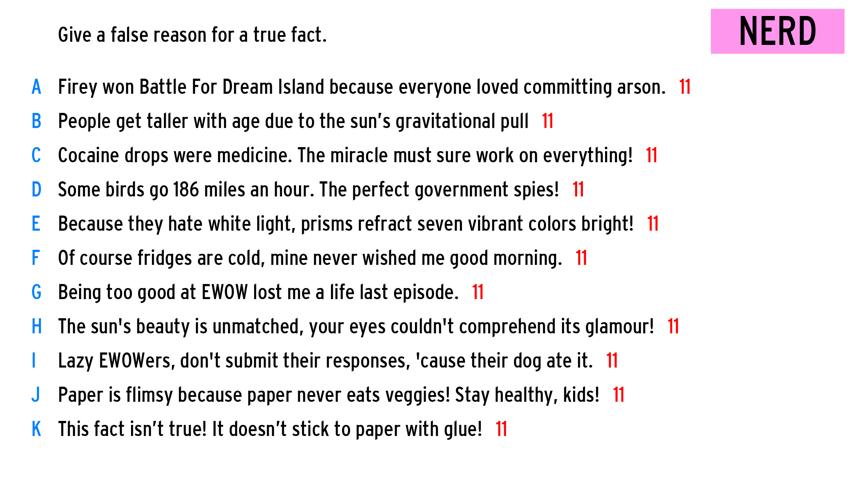 Give a false reason for a true fact.
NERD
A Firey won Battle For Dream Island because everyone loved committing arson. 11
B People get taller with age due to the sun’s gravitational pull 11
C Cocaine drops were medicine. The miracle must sure work on everything! 11
D Some birds go 186 miles an hour. The perfect government spies! 11
E Because they hate white light, prisms refract seven vibrant colors bright! 11
F Of course fridges are cold, mine never wished me good morning. 11
G Being too good at EWOW lost me a life last episode. 11
H The sun's beauty is unmatched, your eyes couldn't comprehend its glamour! 11
I Lazy EWOWers, don't submit their responses, 'cause their dog ate it. 11
J Paper is flimsy because paper never eats veggies! Stay healthy, kids! 11
K This fact isn’t true! It doesn’t stick to paper with glue! 11